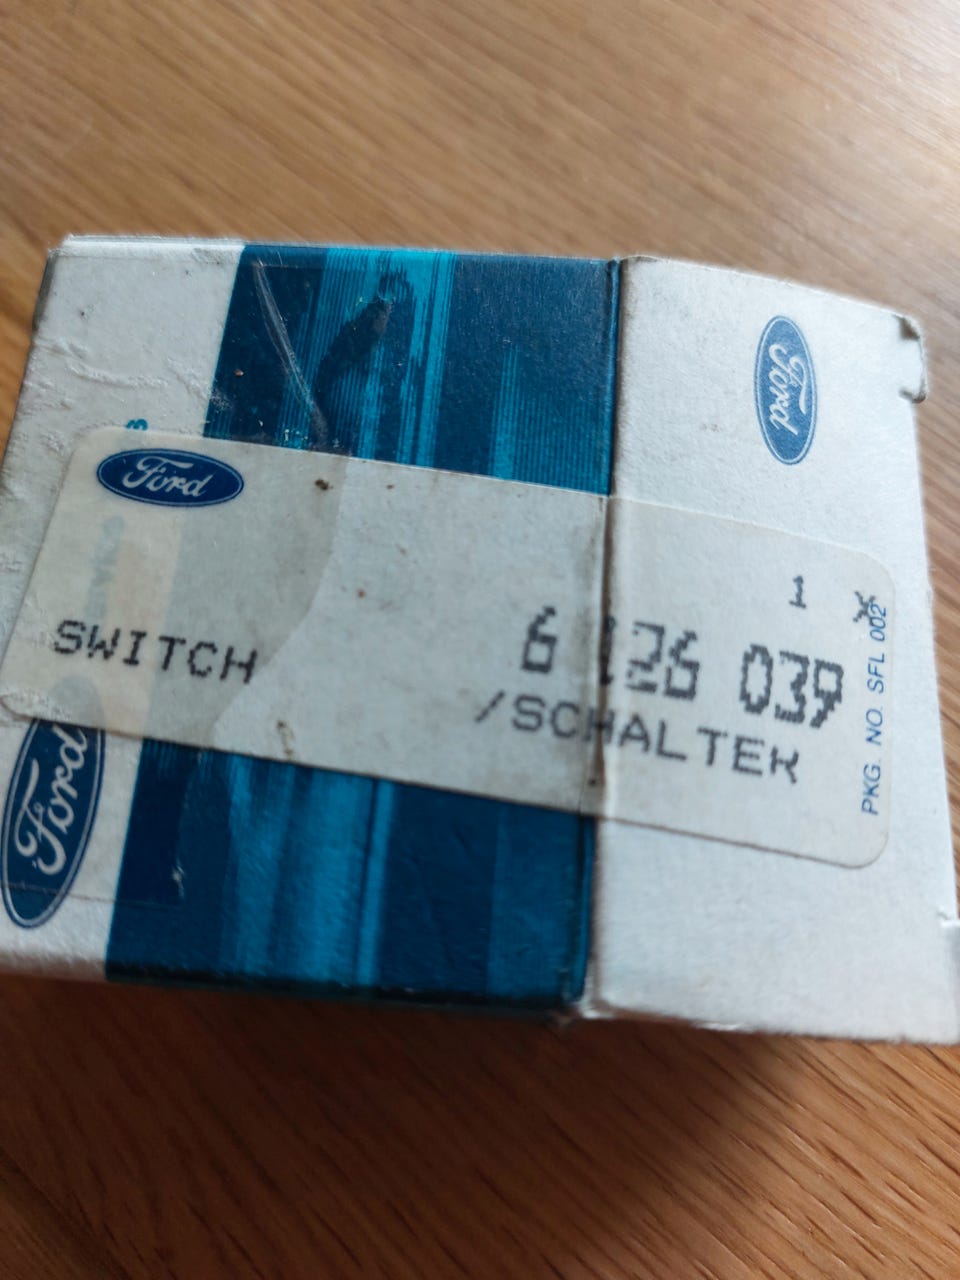 Ford
Ford
1 X
SWITCH 6 126 039
/SCHALTER
PKG. NO. SFL 002
Ford